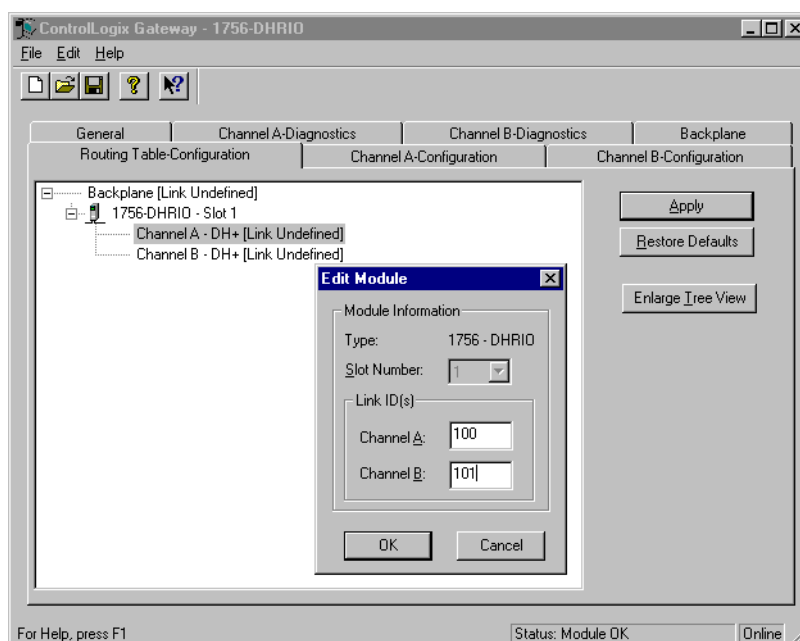 ControlLogix Gateway - 1756-DHRIO
File Edit Help
General Channel A-Diagnostics Channel B-Diagnostics Backplane
Routing Table-Configuration Channel A-Configuration Channel B-Configuration
Backplane [Link Undefined]
1756-DHRIO - Slot 1
Channel A - DH+ [Link Undefined]
Channel B - DH+ [Link Undefined]
Apply
Restore Defaults
Enlarge Tree View
Edit Module
Module Information
Type: 1756 - DHRIO
Slot Number: 1
Link ID(s)
Channel A: 100
Channel B: 101
OK Cancel
For Help, press F1 Status: Module OK Online